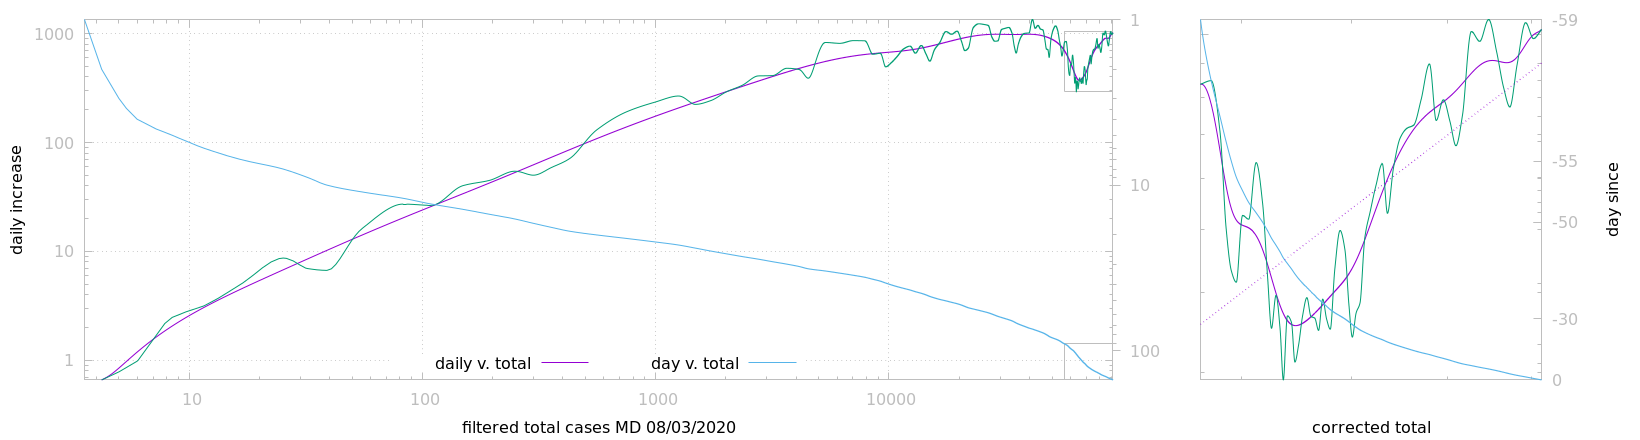 1000
100
10
1
daily increase
10
100
1000
10000
filtered total cases MD 08/03/2020
daily v. total
day v. total
1
10
100
-59
-55
-50
-30
0
day since
corrected total